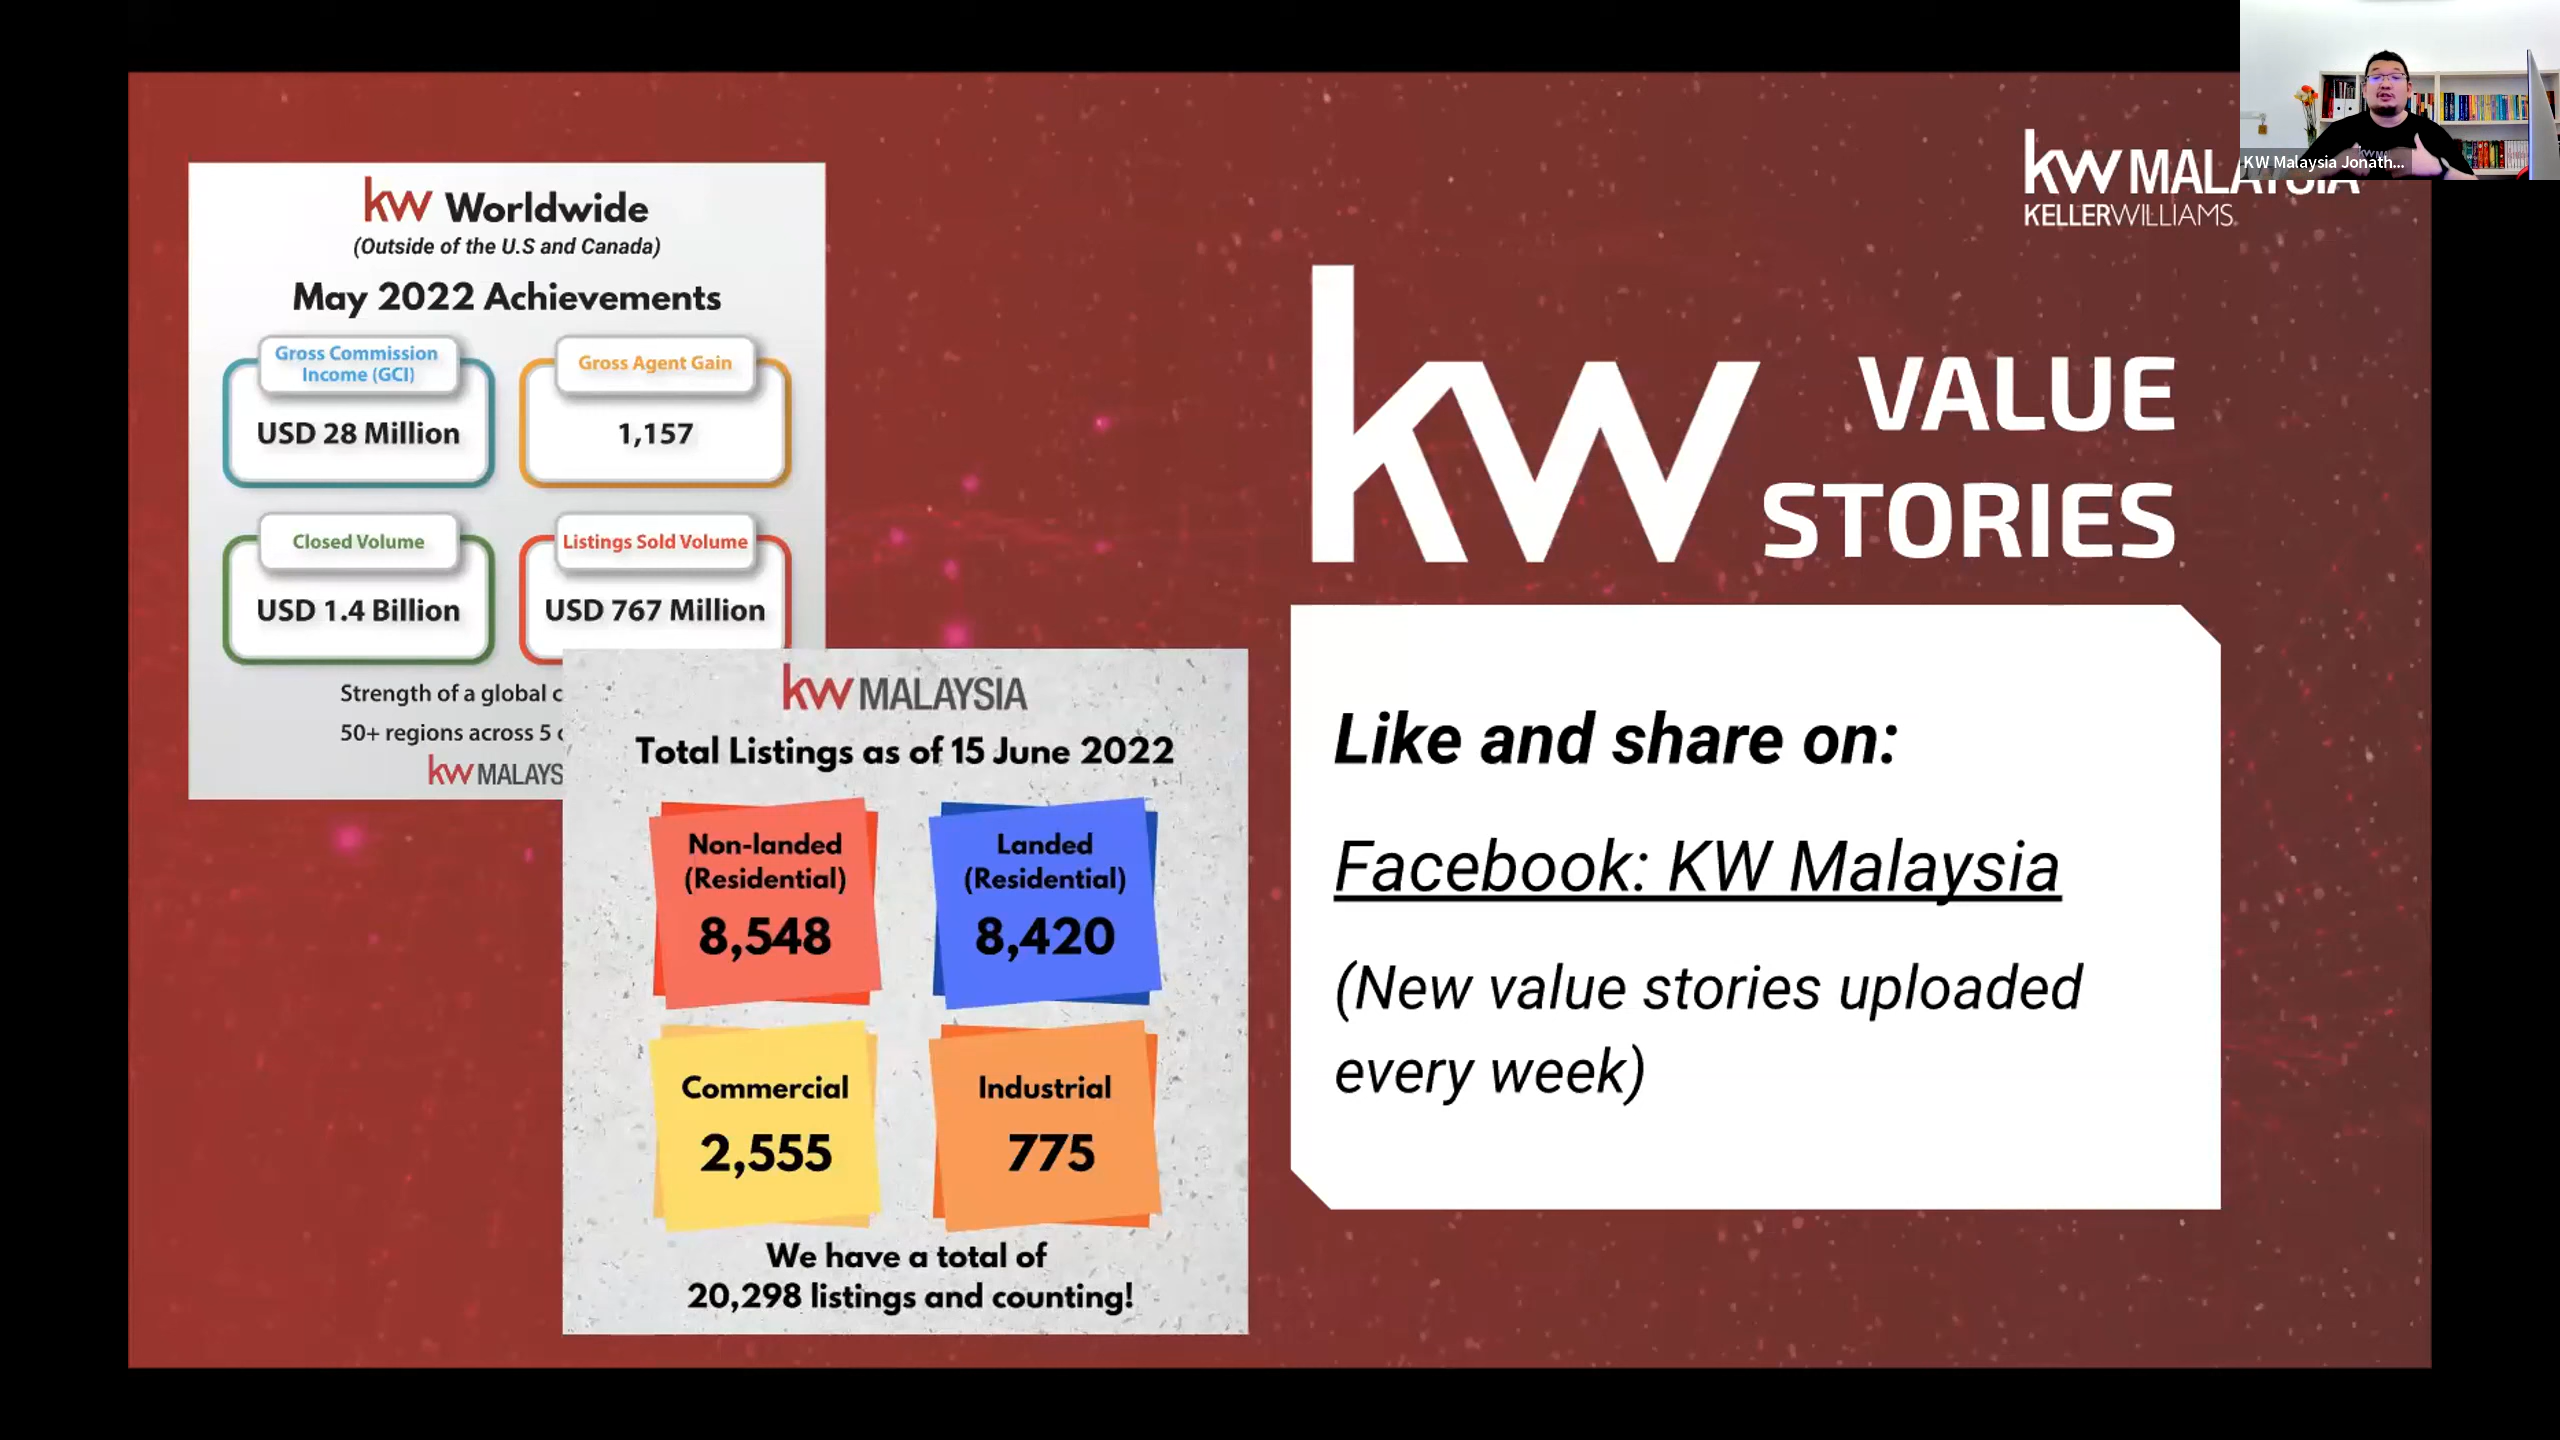 kw Worldwide
(Outside of the U.S and Canada)
May 2022 Achievements
Gross Commission
Income (GCI)
USD 28 Million
Gross Agent Gain
1,157
Closed Volume
USD 1.4 Billion
Listings Sold Volume
USD 767 Million
Strength of a global
50+ regions across 5
kw MALAYS
kw MALAYSIA
Total Listings as of 15 June 2022
Non-landed
(Residential)
8,548
Landed
(Residential)
8,420
Commercial
2,555
Industrial
775
We have a total of
20,298 listings and counting!
KW Malaysia Jonath...
kw MALAYSIA
KELLERWILLIAMS
kw VALUE
STORIES
Like and share on:
Facebook: KW Malaysia
(New value stories uploaded
every week)